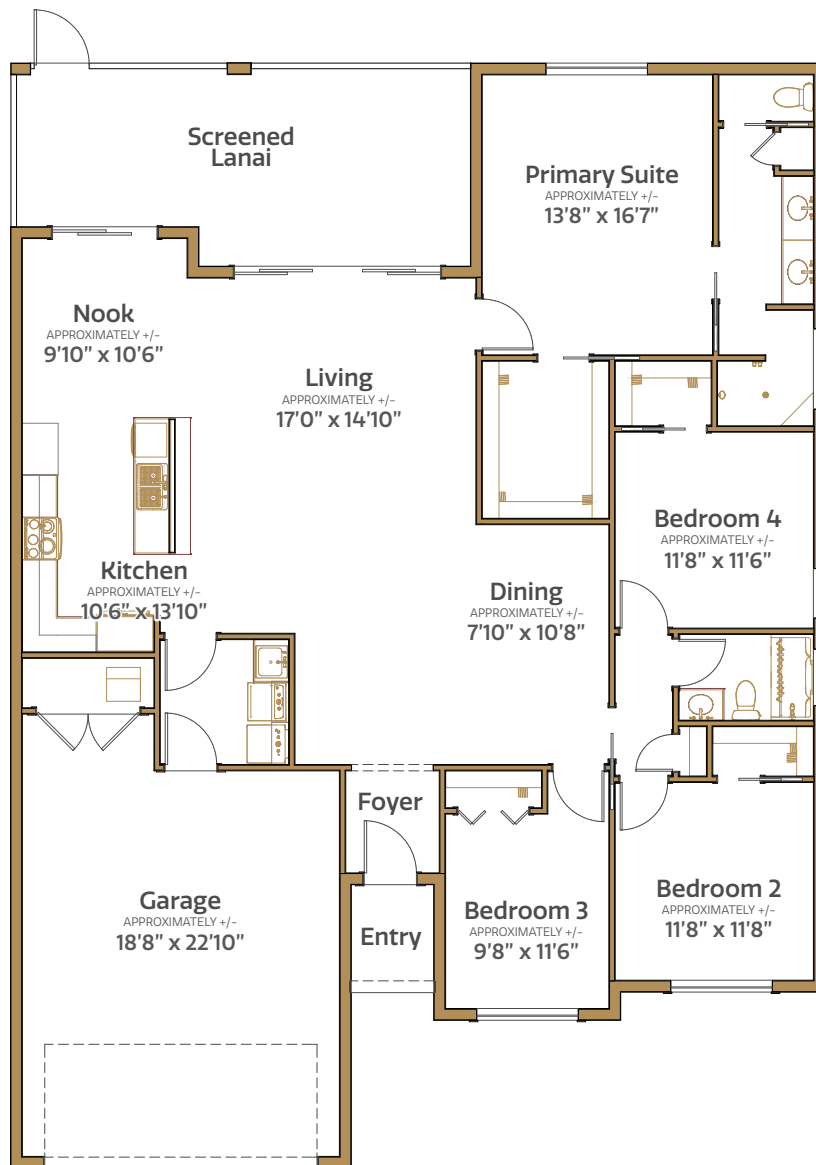 Screened
Lanai
Primary Suite
APPROXIMATELY +/-
13’8” x 16’7”
Nook
APPROXIMATELY +/-
9’10” x 10’6”
Living
APPROXIMATELY +/-
17’0” x 14’10”
Bedroom 4
APPROXIMATELY +/-
11’8” x 11’6”
Kitchen
APPROXIMATELY +/-
10’6” x 13’10”
Dining
APPROXIMATELY +/-
7’10” x 10’8”
Foyer
Garage
APPROXIMATELY +/-
18’8” x 22’10”
Entry
Bedroom 3
APPROXIMATELY +/-
9’8” x 11’6”
Bedroom 2
APPROXIMATELY +/-
11’8” x 11’8”